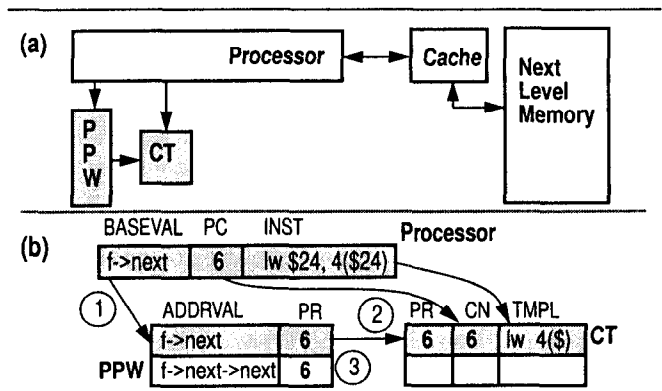 (a)
Processor
Cache
Next
Level
Memory
P
P
W
CT
(b)
BASEVAL PC INST
Processor
f->next 6 lw $24, 4($24)
1
ADDRVAL PR
2
PR CN TMPL
f->next 6
6 6 lw 4($)
CT
PPW
f->next->next 6
3